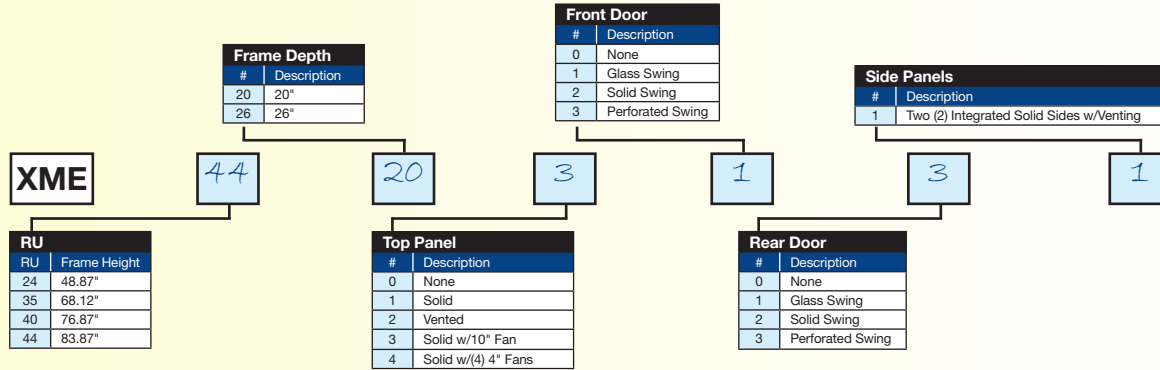 Front Door
# Description
0 None
1 Glass Swing
2 Solid Swing
3 Perforated Swing
Frame Depth
# Description
20 20"
26 26"
Side Panels
# Description
1 Two (2) Integrated Solid Sides w/Venting
XME 44 20 3 1 3 1
RU
RU Frame Height
24 48.87"
35 68.12"
40 76.87"
44 83.87"
Top Panel
# Description
0 None
1 Solid
2 Vented
3 Solid w/10" Fan
4 Solid w/(4) 4" Fans
Rear Door
# Description
0 None
1 Glass Swing
2 Solid Swing
3 Perforated Swing